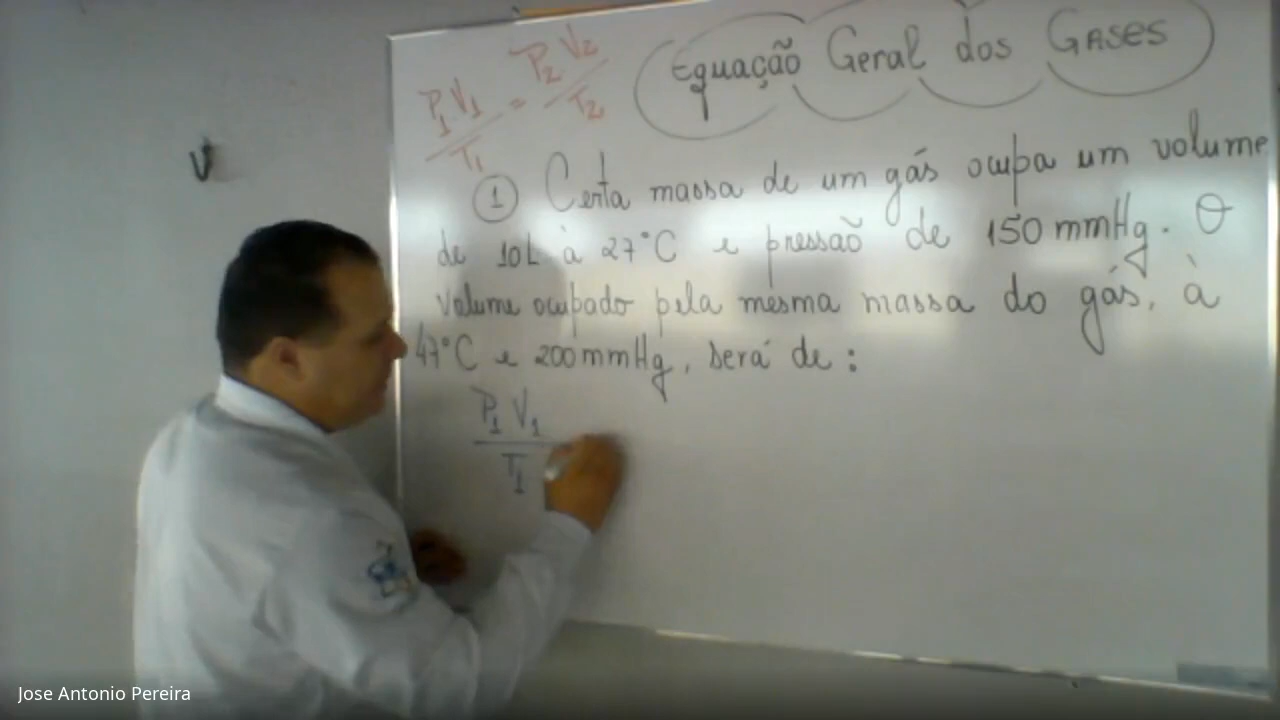 Equação Geral dos Gases
P1.V1 = P2.V2
T1 T2
1 Certa massa de um gás ocupa um volume
de 10L à 27°C e pressão de 150 mmHg. O
volume ocupado pela mesma massa do gás, à
47°C e 200 mmHg, será de:
P1 V1
T1
V
Jose Antonio Pereira